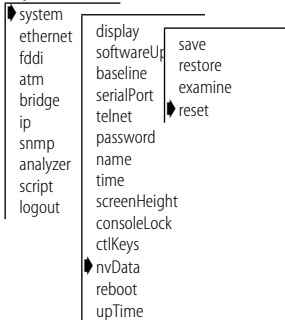 system
ethernet
fddi
atm
bridge
ip
snmp
analyzer
script
logout
display
softwareUp
baseline
serialPort
telnet
password
name
time
screenHeight
consoleLock
ctlKeys
nvData
reboot
upTime
save
restore
examine
reset